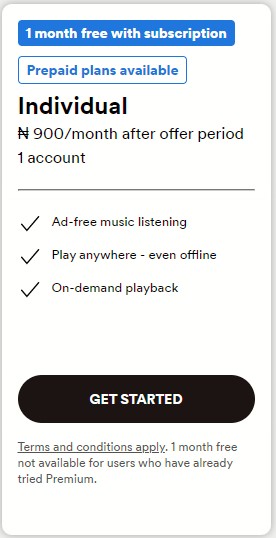 1 month free with subscription
Prepaid plans available
Individual
₦ 900/month after offer period
1 account
Ad-free music listening
Play anywhere - even offline
On-demand playback
GET STARTED
Terms and conditions apply. 1 month free
not available for users who have already
tried Premium.